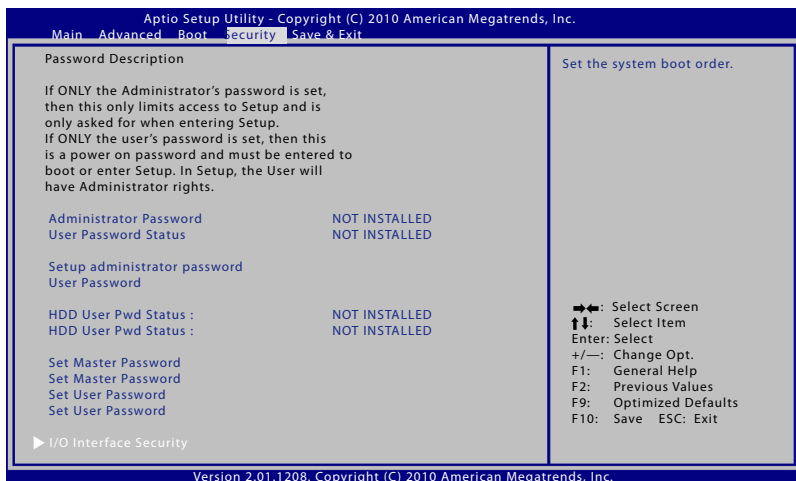 Aptio Setup Utility - Copyright (C) 2010 American Megatrends, Inc.
Main Advanced Boot Security Save & Exit
Password Description
If ONLY the Administrator's password is set,
then this only limits access to Setup and is
only asked for when entering Setup.
If ONLY the user's password is set, then this
is a power on password and must be entered to
boot or enter Setup. In Setup, the User will
have Administrator rights.
Administrator Password NOT INSTALLED
User Password Status NOT INSTALLED
Setup administrator password
User Password
HDD User Pwd Status : NOT INSTALLED
HDD User Pwd Status : NOT INSTALLED
Set Master Password
Set Master Password
Set User Password
Set User Password
I/O Interface Security
Set the system boot order.
: Select Screen
: Select Item
Enter: Select
+/—: Change Opt.
F1: General Help
F2: Previous Values
F9: Optimized Defaults
F10: Save ESC: Exit
Version 2.01.1208. Copyright (C) 2010 American Megatrends, Inc.